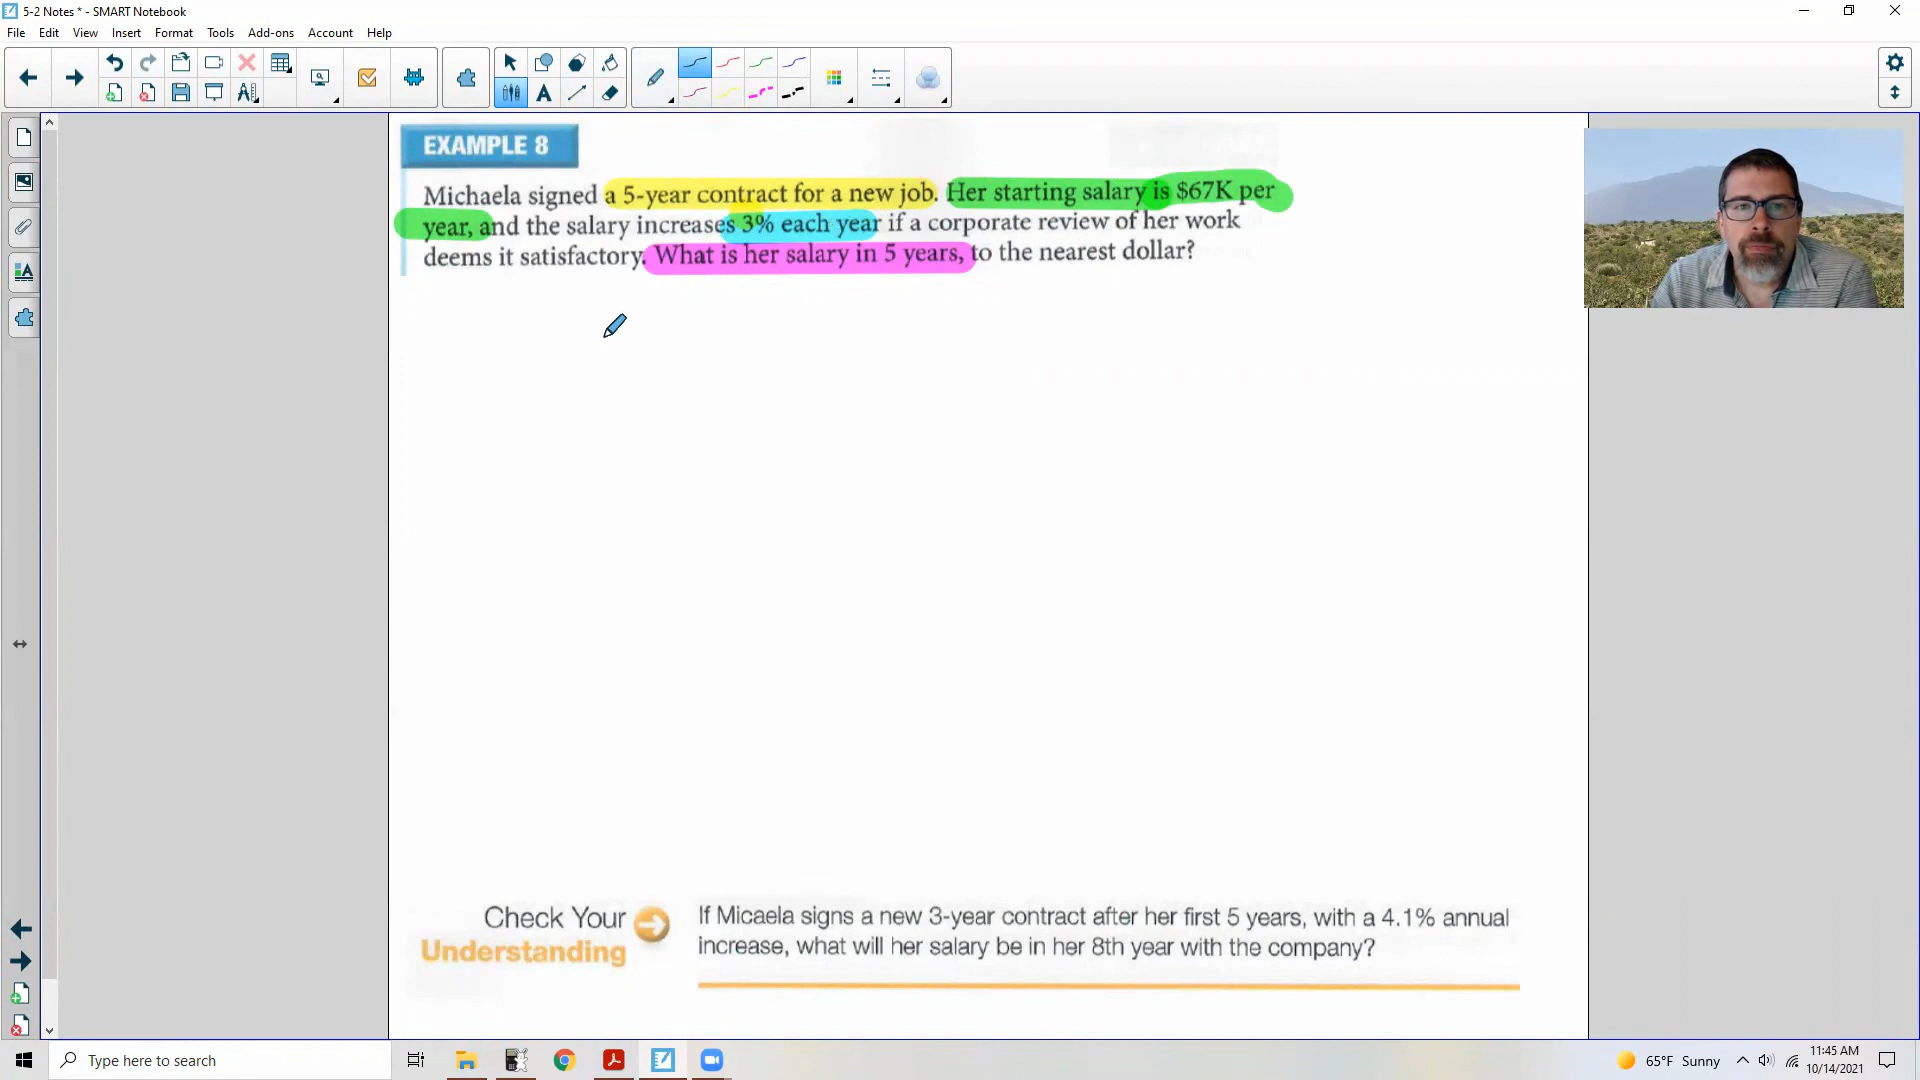 5-2 Notes * - SMART Notebook
File Edit View Insert Format Tools Add-ons Account Help
EXAMPLE 8
Michaela signed a 5-year contract for a new job. Her starting salary is $67K per
year, and the salary increases 3% each year if a corporate review of her work
deems it satisfactory. What is her salary in 5 years, to the nearest dollar?
Check Your
Understanding
If Micaela signs a new 3-year contract after her first 5 years, with a 4.1% annual
increase, what will her salary be in her 8th year with the company?
Type here to search
65°F Sunny
11:45 AM
10/14/2021